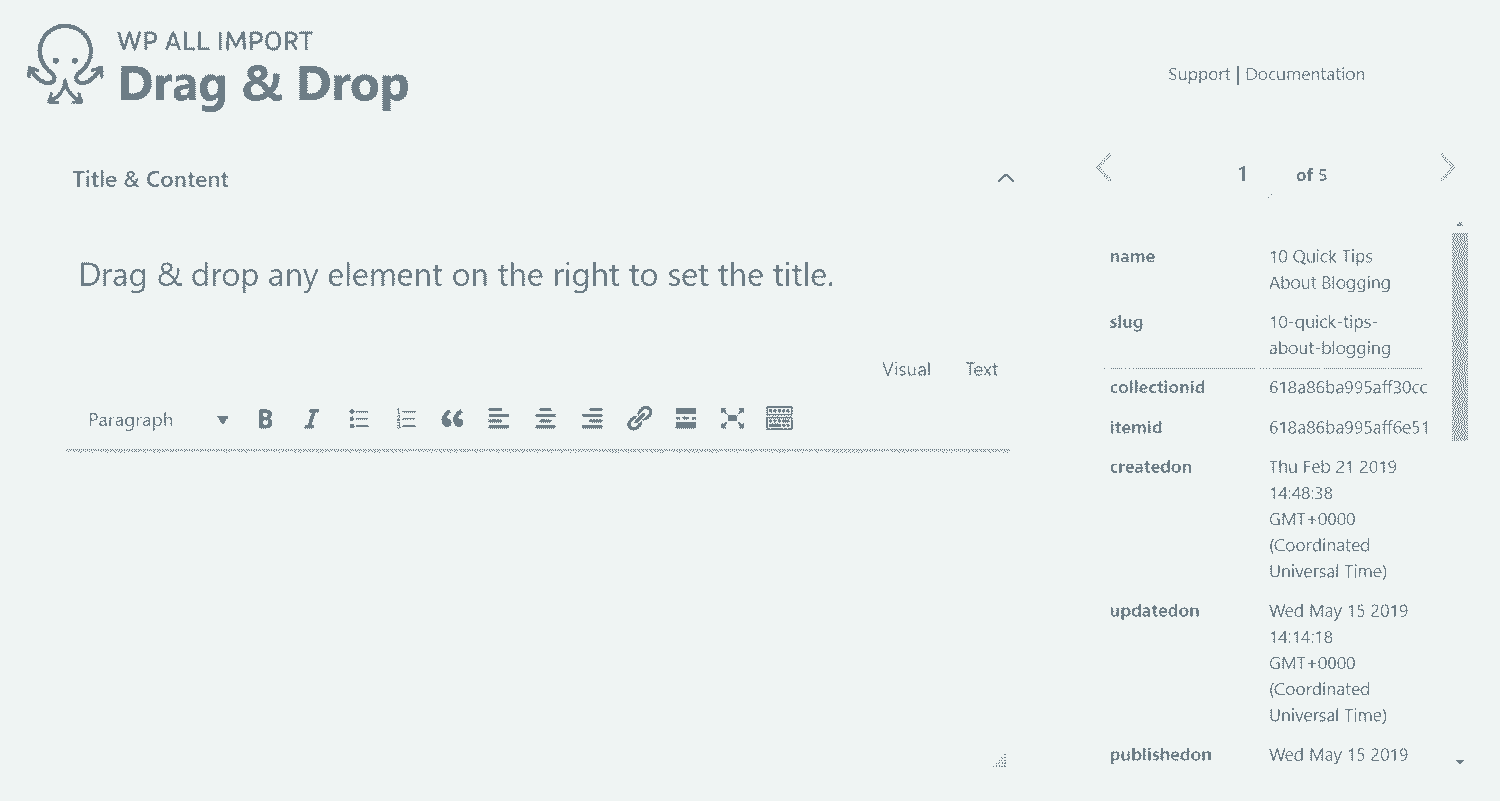 WP ALL IMPORT
Drag & Drop
Support | Documentation
Title & Content
Drag & drop any element on the right to set the title.
Visual Text
Paragraph
1 of 5
name 10 Quick Tips
About Blogging
slug 10-quick-tips-
about-blogging
collectionid 618a86ba995aff30cc
itemid 618a86ba995aff6e51
createdon Thu Feb 21 2019
14:48:38
GMT+0000
(Coordinated
Universal Time)
updatedon Wed May 15 2019
14:14:18
GMT+0000
(Coordinated
Universal Time)
publishedon Wed May 15 2019